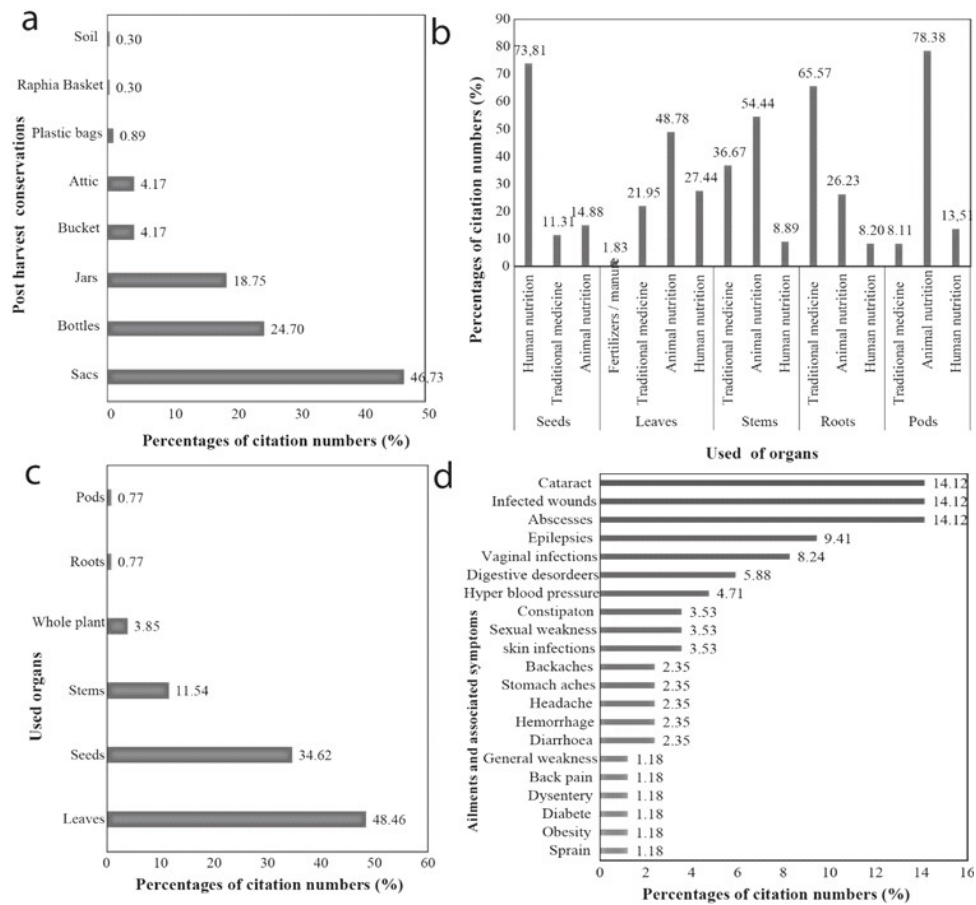 a
Post harvest conservations
Soil 0.30
Raphia Basket 0.30
Plastic bags 0.89
Attic 4.17
Bucket 4.17
Jars 18.75
Bottles 24.70
Sacs 46,73
0 10 20 30 40 50
Percentages of citation numbers (%)
b
Percentages of citation numbers (%)
90
80
70
60
50
40
30
20
10
0
73,81 11.31 14.88 1.83 21.95 48.78 27.44 36.67 54.44 8.89 65.57 26.23 8.20 8.11 78.38 13,51
Human nutrition
Traditional medicine
Animal nutrition
Fertilizers / manure
Traditional medicine
Animal nutrition
Human nutrition
Traditional medicine
Animal nutrition
Human nutrition
Traditional medicine
Animal nutrition
Human nutrition
Traditional medicine
Animal nutrition
Human nutrition
Seeds Leaves Stems Roots Pods
Used of organs
c
Used organs
Pods 0.77
Roots 0.77
Whole plant 3.85
Stems 11.54
Seeds 34.62
Leaves 48.46
0 10 20 30 40 50 60
Percentages of citation numbers (%)
d
Ailments and associated symptoms
Cataract 14.12
Infected wounds 14.12
Abscesses 14.12
Epilepsies 9.41
Vaginal infections 8.24
Digestive desordeers 5.88
Hyper blood pressure 4.71
Constipaton 3.53
Sexual weakness 3.53
skin infections 3.53
Backaches 2.35
Stomach aches 2.35
Headache 2.35
Hemorrhage 2.35
Diarrhoea 2.35
General weakness 1.18
Back pain 1.18
Dysentery 1.18
Diabete 1.18
Obesity 1.18
Sprain 1.18
0 2 4 6 8 10 12 14 16
Percentages of citation numbers (%)